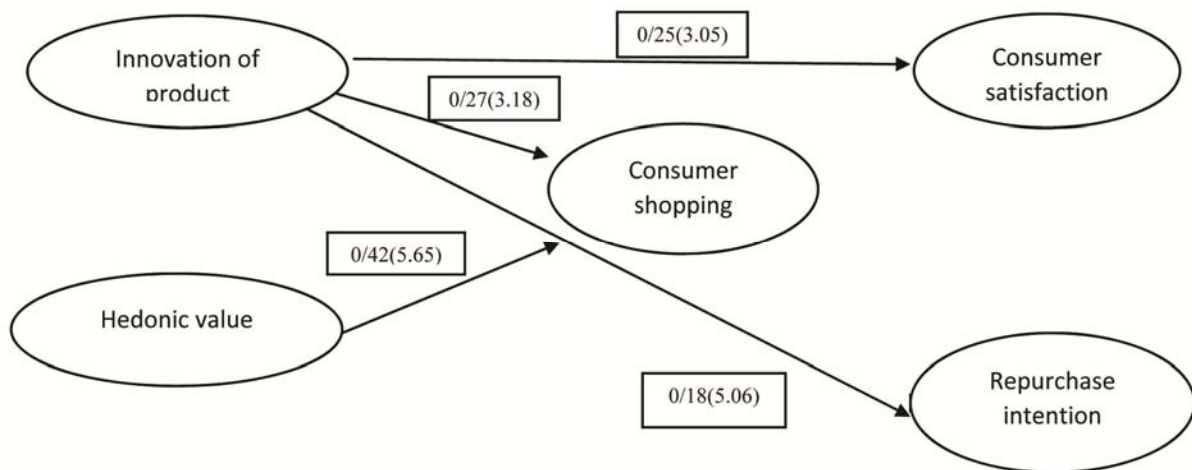 0/25(3.05)
Innovation of
product
Consumer
satisfaction
0/27(3.18)
Consumer
shopping
0/42(5.65)
Hedonic value
0/18(5.06)
Repurchase
intention